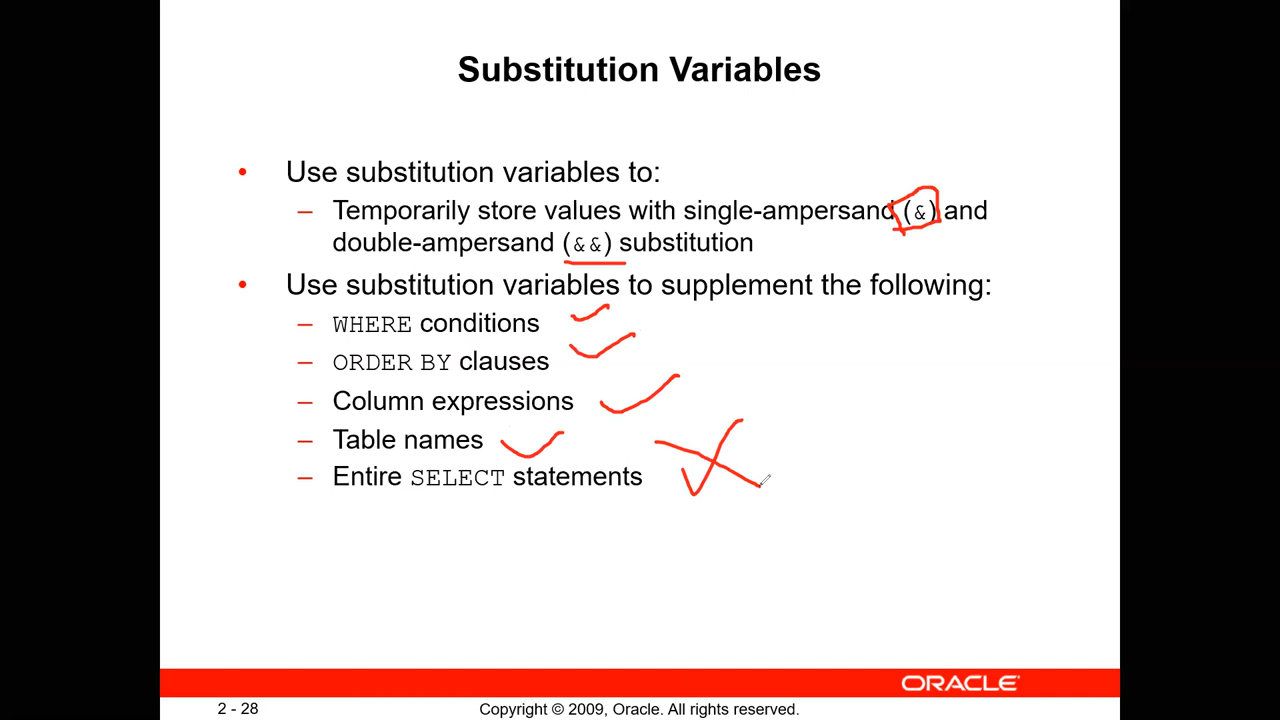 Substitution Variables
• Use substitution variables to:
– Temporarily store values with single-ampersand (&) and
double-ampersand (&&) substitution
• Use substitution variables to supplement the following:
– WHERE conditions
– ORDER BY clauses
– Column expressions
– Table names
– Entire SELECT statements
ORACLE
2 - 28
Copyright © 2009, Oracle. All rights reserved.